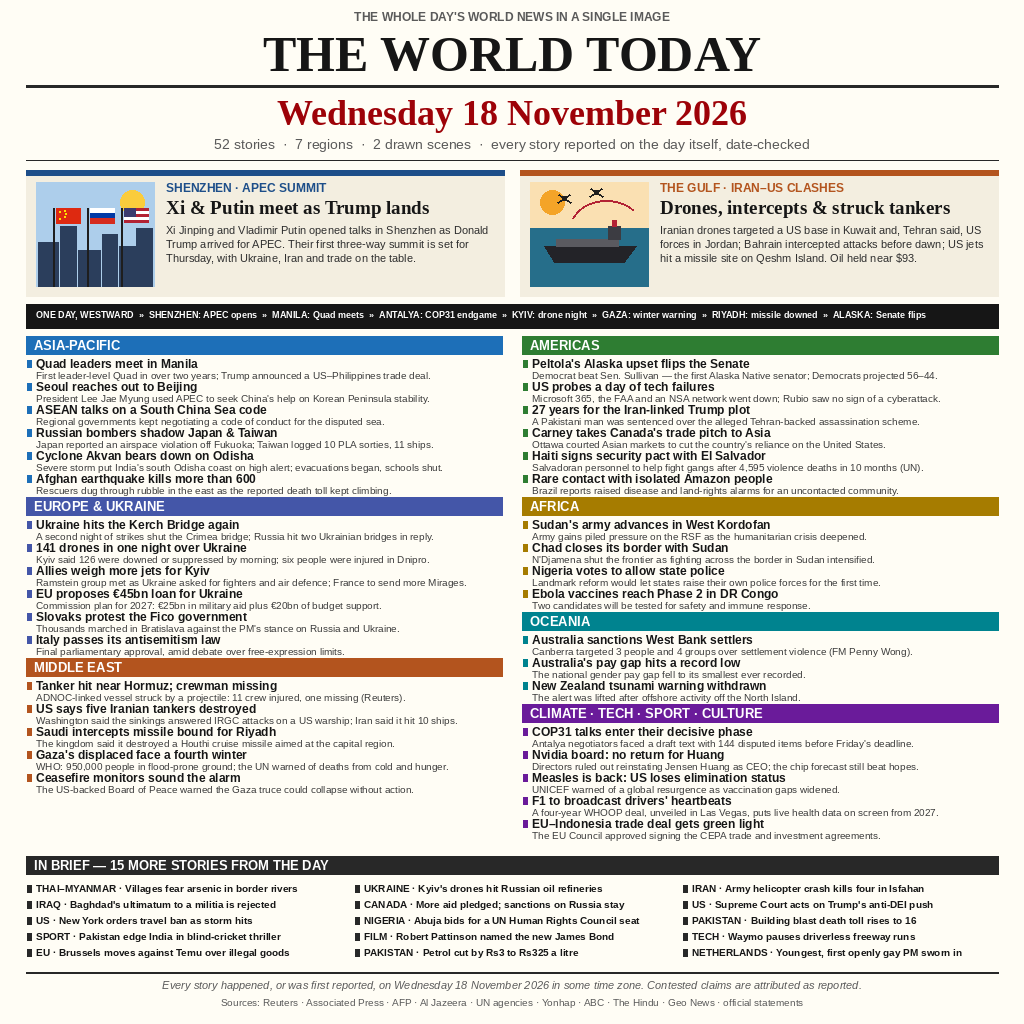 THE WHOLE DAY'S WORLD NEWS IN A SINGLE IMAGE
THE WORLD TODAY
Wednesday 18 November 2026
52 stories · 7 regions · 2 drawn scenes · every story reported on the day itself, date-checked
SHENZHEN · APEC SUMMIT
Xi & Putin meet as Trump lands
Xi Jinping and Vladimir Putin opened talks in Shenzhen as Donald
Trump arrived for APEC. Their first three-way summit is set for
Thursday, with Ukraine, Iran and trade on the table.
THE GULF · IRAN–US CLASHES
Drones, intercepts & struck tankers
Iranian drones targeted a US base in Kuwait and, Tehran said, US
forces in Jordan; Bahrain intercepted attacks before dawn; US jets
hit a missile site on Qeshm Island. Oil held near $93.
ONE DAY, WESTWARD » SHENZHEN: APEC opens » MANILA: Quad meets » ANTALYA: COP31 endgame » KYIV: drone night » GAZA: winter warning » RIYADH: missile downed » ALASKA: Senate flips
ASIA-PACIFIC
Quad leaders meet in Manila
First leader-level Quad in over two years; Trump announced a US–Philippines trade deal.
Seoul reaches out to Beijing
President Lee Jae Myung used APEC to seek China's help on Korean Peninsula stability.
ASEAN talks on a South China Sea code
Regional governments kept negotiating a code of conduct for the disputed sea.
Russian bombers shadow Japan & Taiwan
Japan reported an airspace violation off Fukuoka; Taiwan logged 10 PLA sorties, 11 ships.
Cyclone Akvan bears down on Odisha
Severe storm put India's south Odisha coast on high alert; evacuations began, schools shut.
Afghan earthquake kills more than 600
Rescuers dug through rubble in the east as the reported death toll kept climbing.
EUROPE & UKRAINE
Ukraine hits the Kerch Bridge again
A second night of strikes shut the Crimea bridge; Russia hit two Ukrainian bridges in reply.
141 drones in one night over Ukraine
Kyiv said 126 were downed or suppressed by morning; six people were injured in Dnipro.
Allies weigh more jets for Kyiv
Ramstein group met as Ukraine asked for fighters and air defence; France to send more Mirages.
EU proposes €45bn loan for Ukraine
Commission plan for 2027: €25bn in military aid plus €20bn of budget support.
Slovaks protest the Fico government
Thousands marched in Bratislava against the PM's stance on Russia and Ukraine.
Italy passes its antisemitism law
Final parliamentary approval, amid debate over free-expression limits.
MIDDLE EAST
Tanker hit near Hormuz; crewman missing
ADNOC-linked vessel struck by a projectile: 11 crew injured, one missing (Reuters).
US says five Iranian tankers destroyed
Washington said the sinkings answered IRGC attacks on a US warship; Iran said it hit 10 ships.
Saudi intercepts missile bound for Riyadh
The kingdom said it destroyed a Houthi cruise missile aimed at the capital region.
Gaza's displaced face a fourth winter
WHO: 950,000 people in flood-prone ground; the UN warned of deaths from cold and hunger.
Ceasefire monitors sound the alarm
The US-backed Board of Peace warned the Gaza truce could collapse without action.
AMERICAS
Peltola's Alaska upset flips the Senate
Democrat beat Sen. Sullivan — the first Alaska Native senator; Democrats projected 56–44.
US probes a day of tech failures
Microsoft 365, the FAA and an NSA network went down; Rubio saw no sign of a cyberattack.
27 years for the Iran-linked Trump plot
A Pakistani man was sentenced over the alleged Tehran-backed assassination scheme.
Carney takes Canada's trade pitch to Asia
Ottawa courted Asian markets to cut the country's reliance on the United States.
Haiti signs security pact with El Salvador
Salvadoran personnel to help fight gangs after 4,595 violence deaths in 10 months (UN).
Rare contact with isolated Amazon people
Brazil reports raised disease and land-rights alarms for an uncontacted community.
AFRICA
Sudan's army advances in West Kordofan
Army gains piled pressure on the RSF as the humanitarian crisis deepened.
Chad closes its border with Sudan
N'Djamena shut the frontier as fighting across the border in Sudan intensified.
Nigeria votes to allow state police
Landmark reform would let states raise their own police forces for the first time.
Ebola vaccines reach Phase 2 in DR Congo
Two candidates will be tested for safety and immune response.
OCEANIA
Australia sanctions West Bank settlers
Canberra targeted 3 people and 4 groups over settlement violence (FM Penny Wong).
Australia's pay gap hits a record low
The national gender pay gap fell to its smallest ever recorded.
New Zealand tsunami warning withdrawn
The alert was lifted after offshore activity off the North Island.
CLIMATE · TECH · SPORT · CULTURE
COP31 talks enter their decisive phase
Antalya negotiators faced a draft text with 144 disputed items before Friday's deadline.
Nvidia board: no return for Huang
Directors ruled out reinstating Jensen Huang as CEO; the chip forecast still beat hopes.
Measles is back: US loses elimination status
UNICEF warned of a global resurgence as vaccination gaps widened.
F1 to broadcast drivers' heartbeats
A four-year WHOOP deal, unveiled in Las Vegas, puts live health data on screen from 2027.
EU–Indonesia trade deal gets green light
The EU Council approved signing the CEPA trade and investment agreements.
IN BRIEF — 15 MORE STORIES FROM THE DAY
THAI–MYANMAR · Villages fear arsenic in border rivers
IRAQ · Baghdad's ultimatum to a militia is rejected
US · New York orders travel ban as storm hits
SPORT · Pakistan edge India in blind-cricket thriller
EU · Brussels moves against Temu over illegal goods
UKRAINE · Kyiv's drones hit Russian oil refineries
CANADA · More aid pledged; sanctions on Russia stay
NIGERIA · Abuja bids for a UN Human Rights Council seat
FILM · Robert Pattinson named the new James Bond
PAKISTAN · Petrol cut by Rs3 to Rs325 a litre
IRAN · Army helicopter crash kills four in Isfahan
US · Supreme Court acts on Trump's anti-DEI push
PAKISTAN · Building blast death toll rises to 16
TECH · Waymo pauses driverless freeway runs
NETHERLANDS · Youngest, first openly gay PM sworn in
Every story happened, or was first reported, on Wednesday 18 November 2026 in some time zone. Contested claims are attributed as reported.
Sources: Reuters · Associated Press · AFP · Al Jazeera · UN agencies · Yonhap · ABC · The Hindu · Geo News · official statements